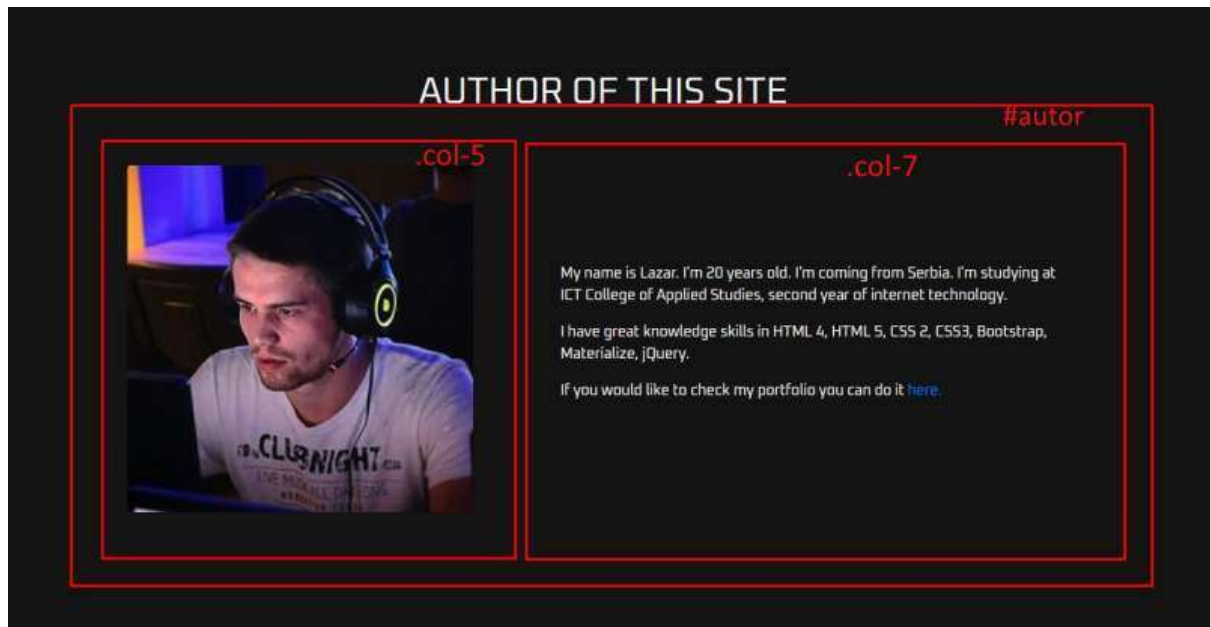 AUTHOR OF THIS SITE
#autor
.col-5
.col-7
My name is Lazar. I'm 20 years old. I'm coming from Serbia. I'm studying at
ICT College of Applied Studies, second year of internet technology.
I have great knowledge skills in HTML 4, HTML 5, CSS 2, CSS3, Bootstrap,
Materialize, jQuery.
If you would like to check my portfolio you can do it here.
CLUBNIGHT